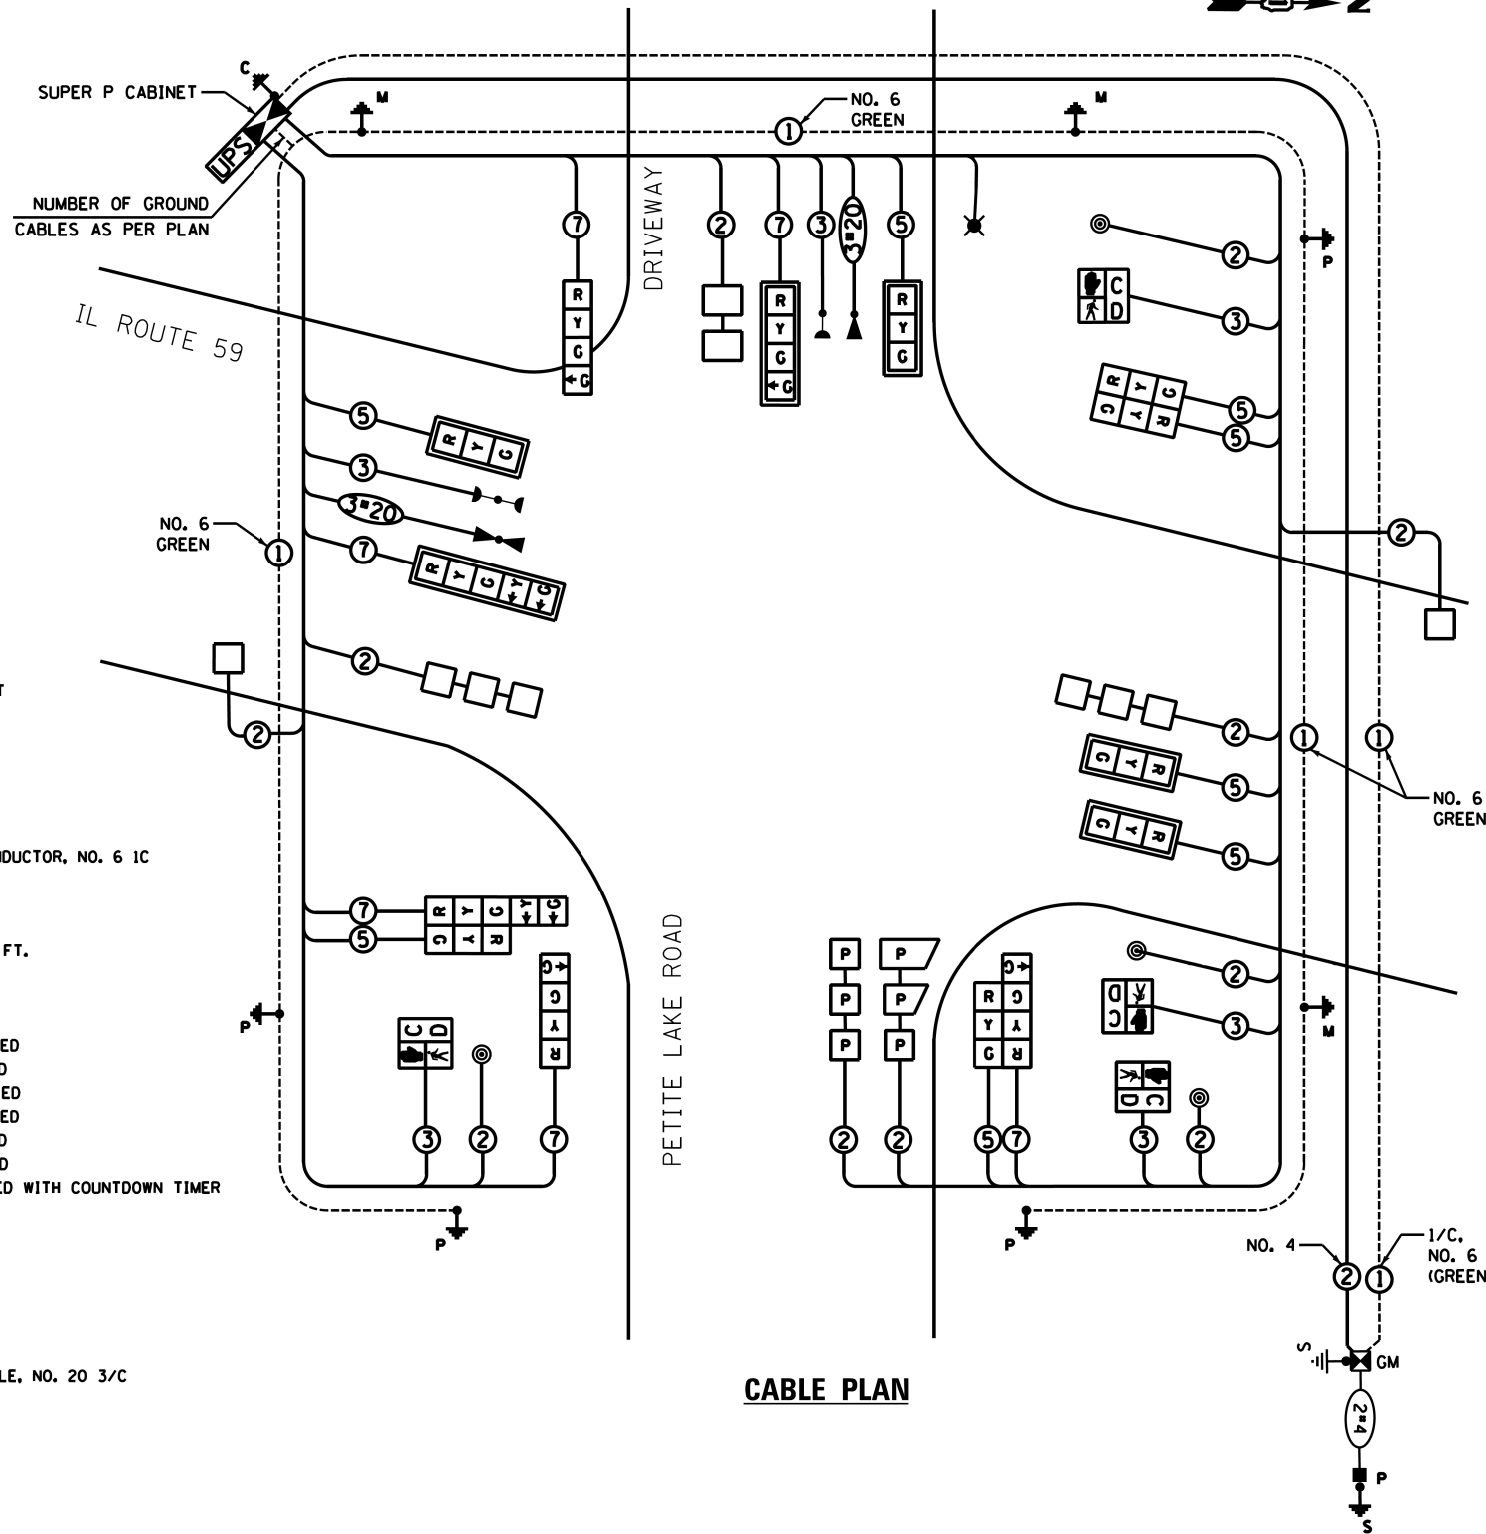 N
C
SUPER P CABINET
UPS
M
NO. 6
GREEN
1
M
NUMBER OF GROUND
CABLES AS PER PLAN
IL ROUTE 59
DRIVEWAY
7
2
7
3
3#20
5
R
Y
G
←G
R
Y
G
←G
R
Y
G
2
P
C
D
3
R Y G
G Y R
5
5
5
R Y G
3
3#20
7
R Y G ←Y ←G
NO. 6
GREEN
1
2
2
2
T
2
2
R Y G
5
R Y G
5
1
1
NO. 6
GREEN
DUCTOR, NO. 6 1C
7
R Y G ←Y ←G
5
G Y R
FT.
PETITE LAKE ROAD
←G
G
Y
R
P
C D
3
2
7
P
P
P
P
P
P
2
2
R
Y
G
←G
G
Y
R
5
7
2
C D
3
M
C D
3
2
ED
D
ED
ED
D
D
ED WITH COUNTDOWN TIMER
P
P
NO. 4
1/C,
NO. 6
(GREEN
2
1
S
GM
LE, NO. 20 3/C
CABLE PLAN
2#4
P
S